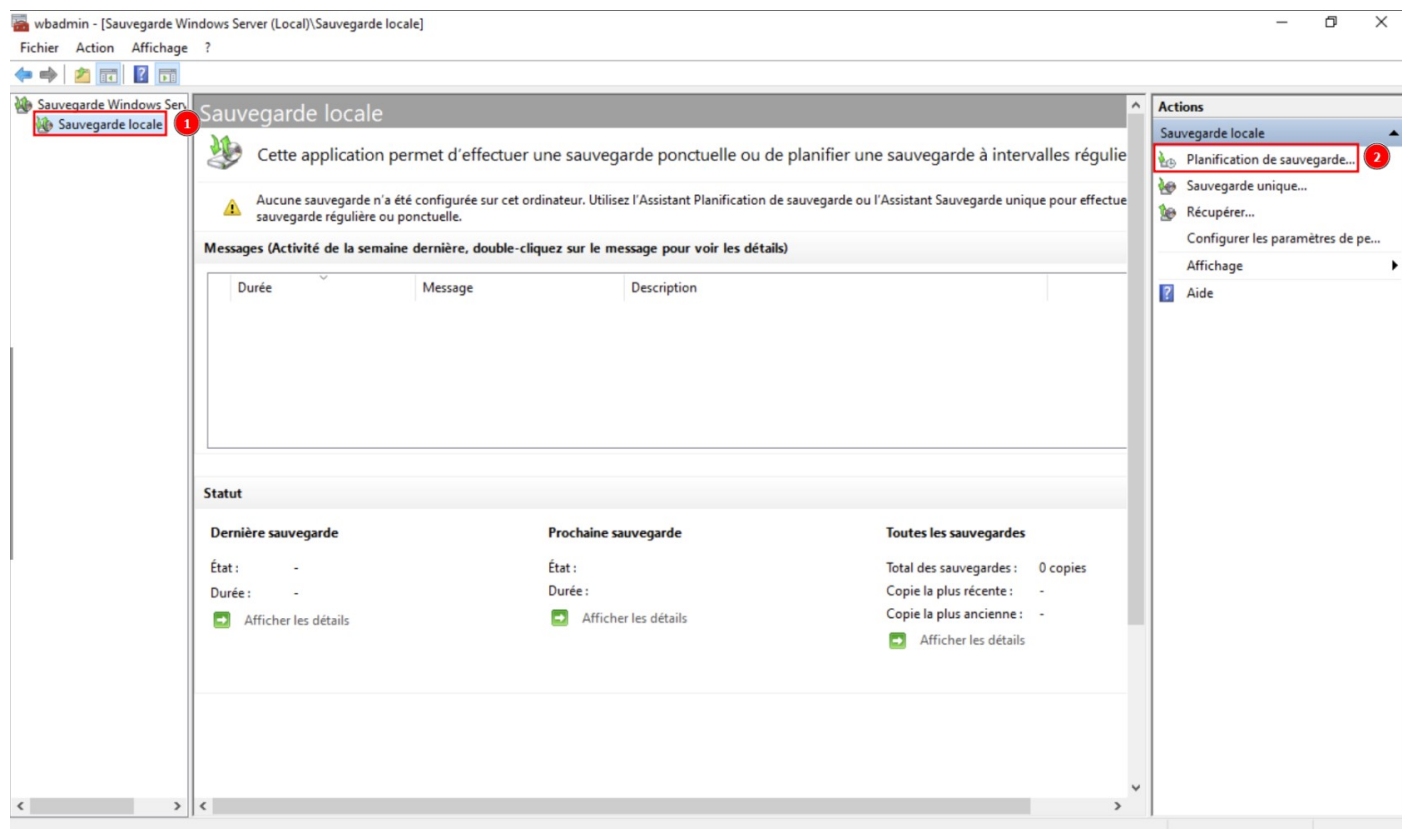 wbadmin - [Sauvegarde Windows Server (Local)\Sauvegarde locale]
Fichier Action Affichage ?
Sauvegarde Windows Serv
Sauvegarde locale
1
Sauvegarde locale
Cette application permet d'effectuer une sauvegarde ponctuelle ou de planifier une sauvegarde à intervalles régulie
Aucune sauvegarde n'a été configurée sur cet ordinateur. Utilisez l'Assistant Planification de sauvegarde ou l'Assistant Sauvegarde unique pour effectue
sauvegarde régulière ou ponctuelle.
Messages (Activité de la semaine dernière, double-cliquez sur le message pour voir les détails)
Durée Message Description
Statut
Dernière sauvegarde
État : -
Durée : -
Afficher les détails
Prochaine sauvegarde
État :
Durée :
Afficher les détails
Toutes les sauvegardes
Total des sauvegardes : 0 copies
Copie la plus récente : -
Copie la plus ancienne : -
Afficher les détails
Actions
Sauvegarde locale
Planification de sauvegarde...
2
Sauvegarde unique...
Récupérer...
Configurer les paramètres de pe...
Affichage
Aide